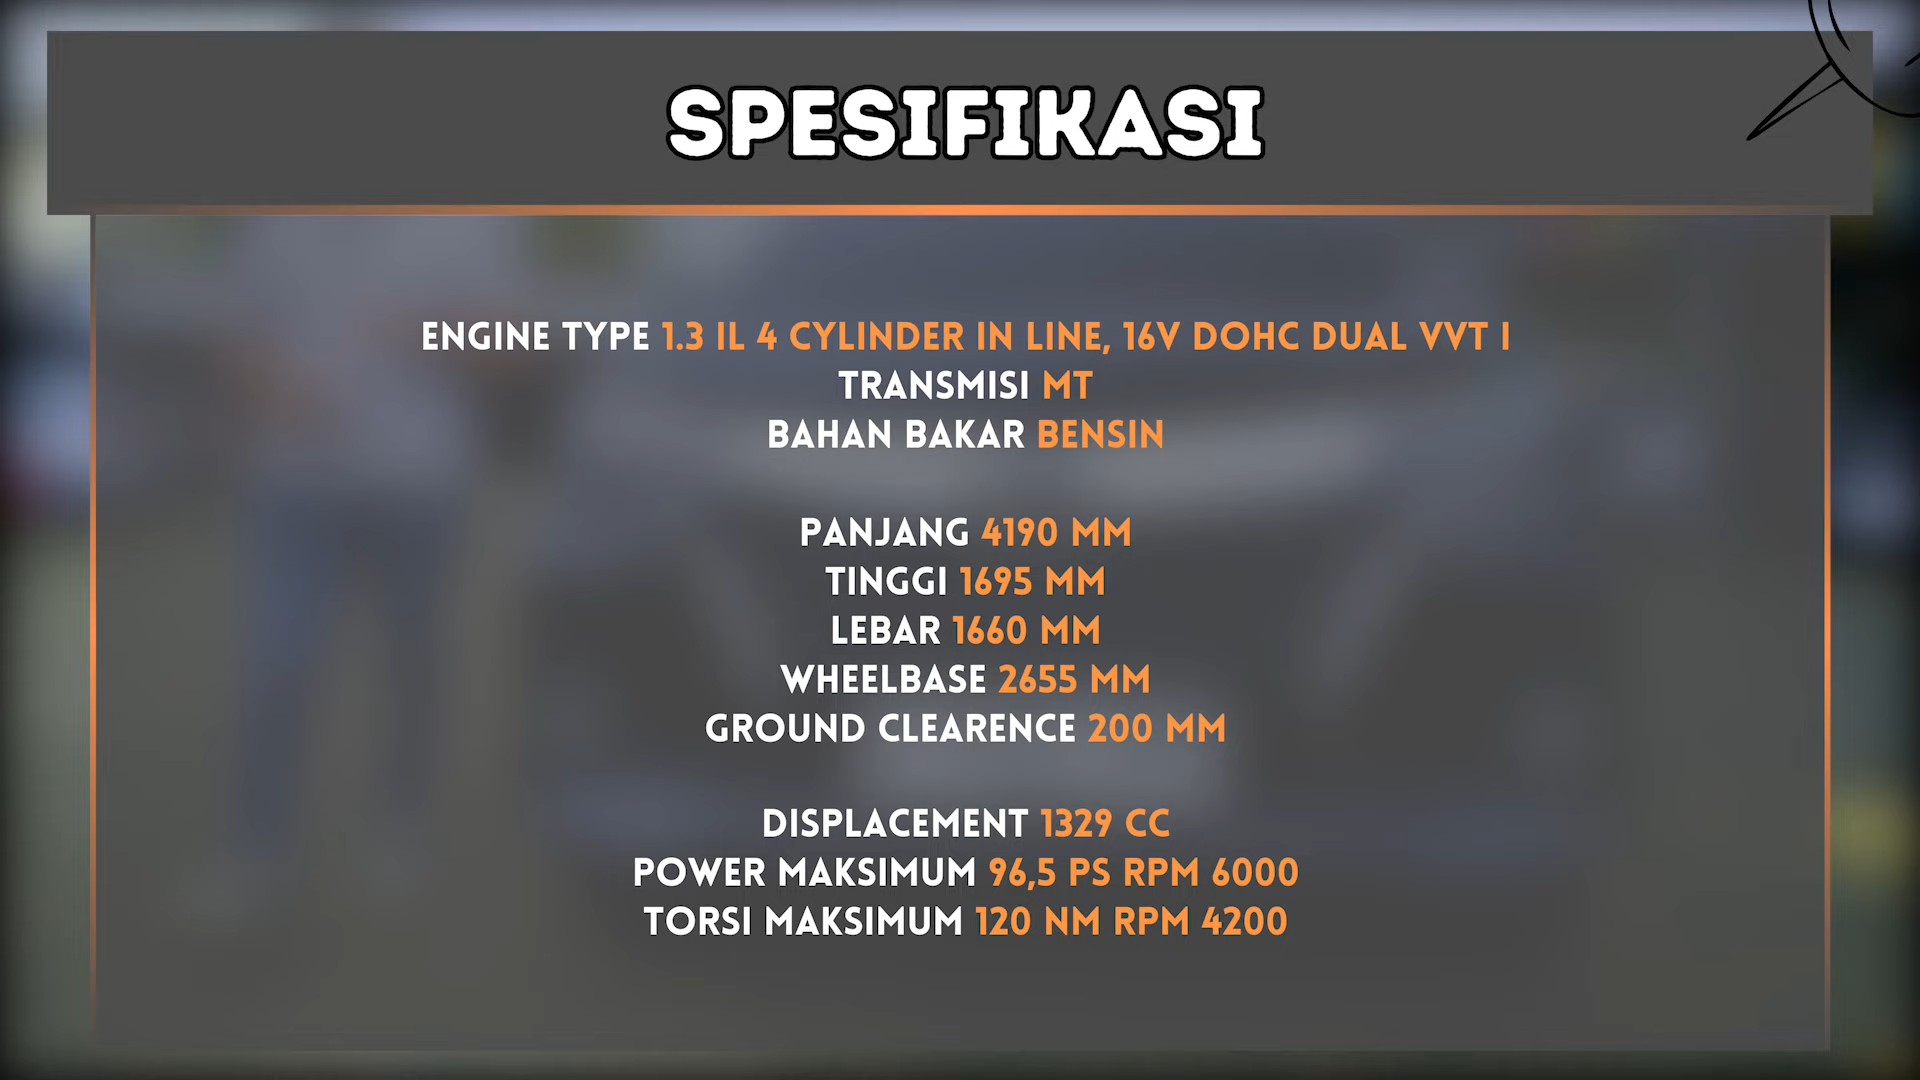 SPESIFIKASI
ENGINE TYPE 1.3 IL 4 CYLINDER IN LINE, 16V DOHC DUAL VVT I
TRANSMISI MT
BAHAN BAKAR BENSIN
PANJANG 4190 MM
TINGGI 1695 MM
LEBAR 1660 MM
WHEELBASE 2655 MM
GROUND CLEARENCE 200 MM
DISPLACEMENT 1329 CC
POWER MAKSIMUM 96,5 PS RPM 6000
TORSI MAKSIMUM 120 NM RPM 4200